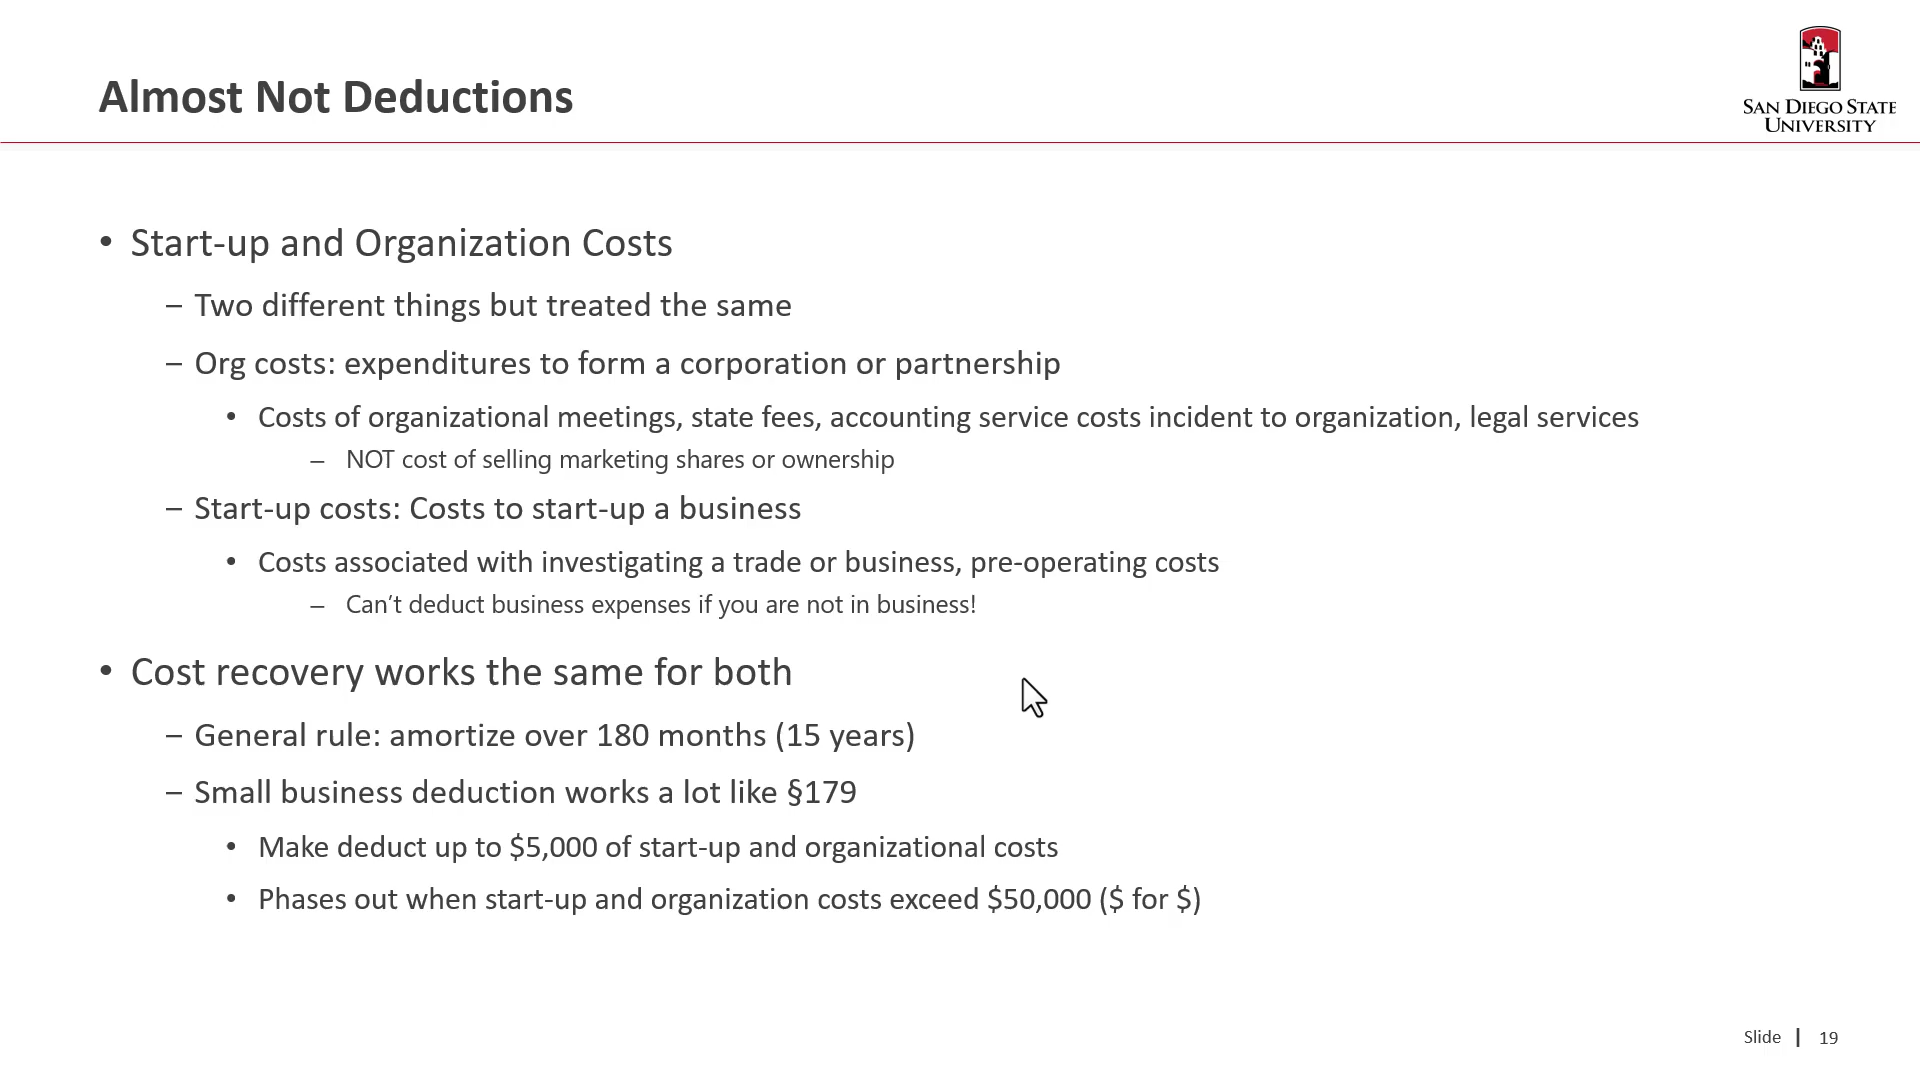 Almost Not Deductions
SAN DIEGO STATE
UNIVERSITY
• Start-up and Organization Costs
– Two different things but treated the same
– Org costs: expenditures to form a corporation or partnership
• Costs of organizational meetings, state fees, accounting service costs incident to organization, legal services
– NOT cost of selling marketing shares or ownership
– Start-up costs: Costs to start-up a business
• Costs associated with investigating a trade or business, pre-operating costs
– Can’t deduct business expenses if you are not in business!
• Cost recovery works the same for both
– General rule: amortize over 180 months (15 years)
– Small business deduction works a lot like §179
• Make deduct up to $5,000 of start-up and organizational costs
• Phases out when start-up and organization costs exceed $50,000 ($ for $)
Slide | 19